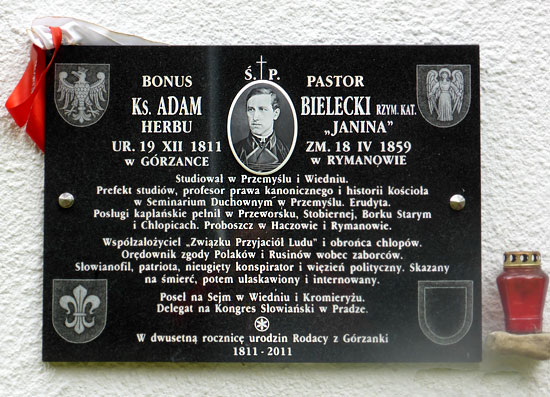 Ś. P.
BONUS PASTOR
Ks. ADAM BIELECKI RZYM. KAT.
HERBU „JANINA”
UR. 19 XII 1811 ZM. 18 IV 1859
W GÓRZANCE W RYMANOWIE
Studiował w Przemyślu i Wiedniu.
Prefekt studiów, profesor prawa kanonicznego i historii kościoła
w Seminarium Duchownym w Przemyślu. Erudyta.
Posługi kapłańskie pełnił w Przeworsku, Stobiernej, Borku Starym
i Chłopicach. Proboszcz w Haczowie i Rymanowie.
Współzałożyciel „Związku Przyjaciół Ludu” i obrońca chłopów.
Orędownik zgody Polaków i Rusinów wobec zaborców.
Słowianofil, patriota, nieugięty konspirator i więzień polityczny. Skazany
na śmierć, potem ułaskawiony i internowany.
Poseł na Sejm w Wiedniu i Kromieryżu.
Delegat na Kongres Słowiański w Pradze.
W dwusetną rocznicę urodzin Rodacy z Górzanki
1811 - 2011